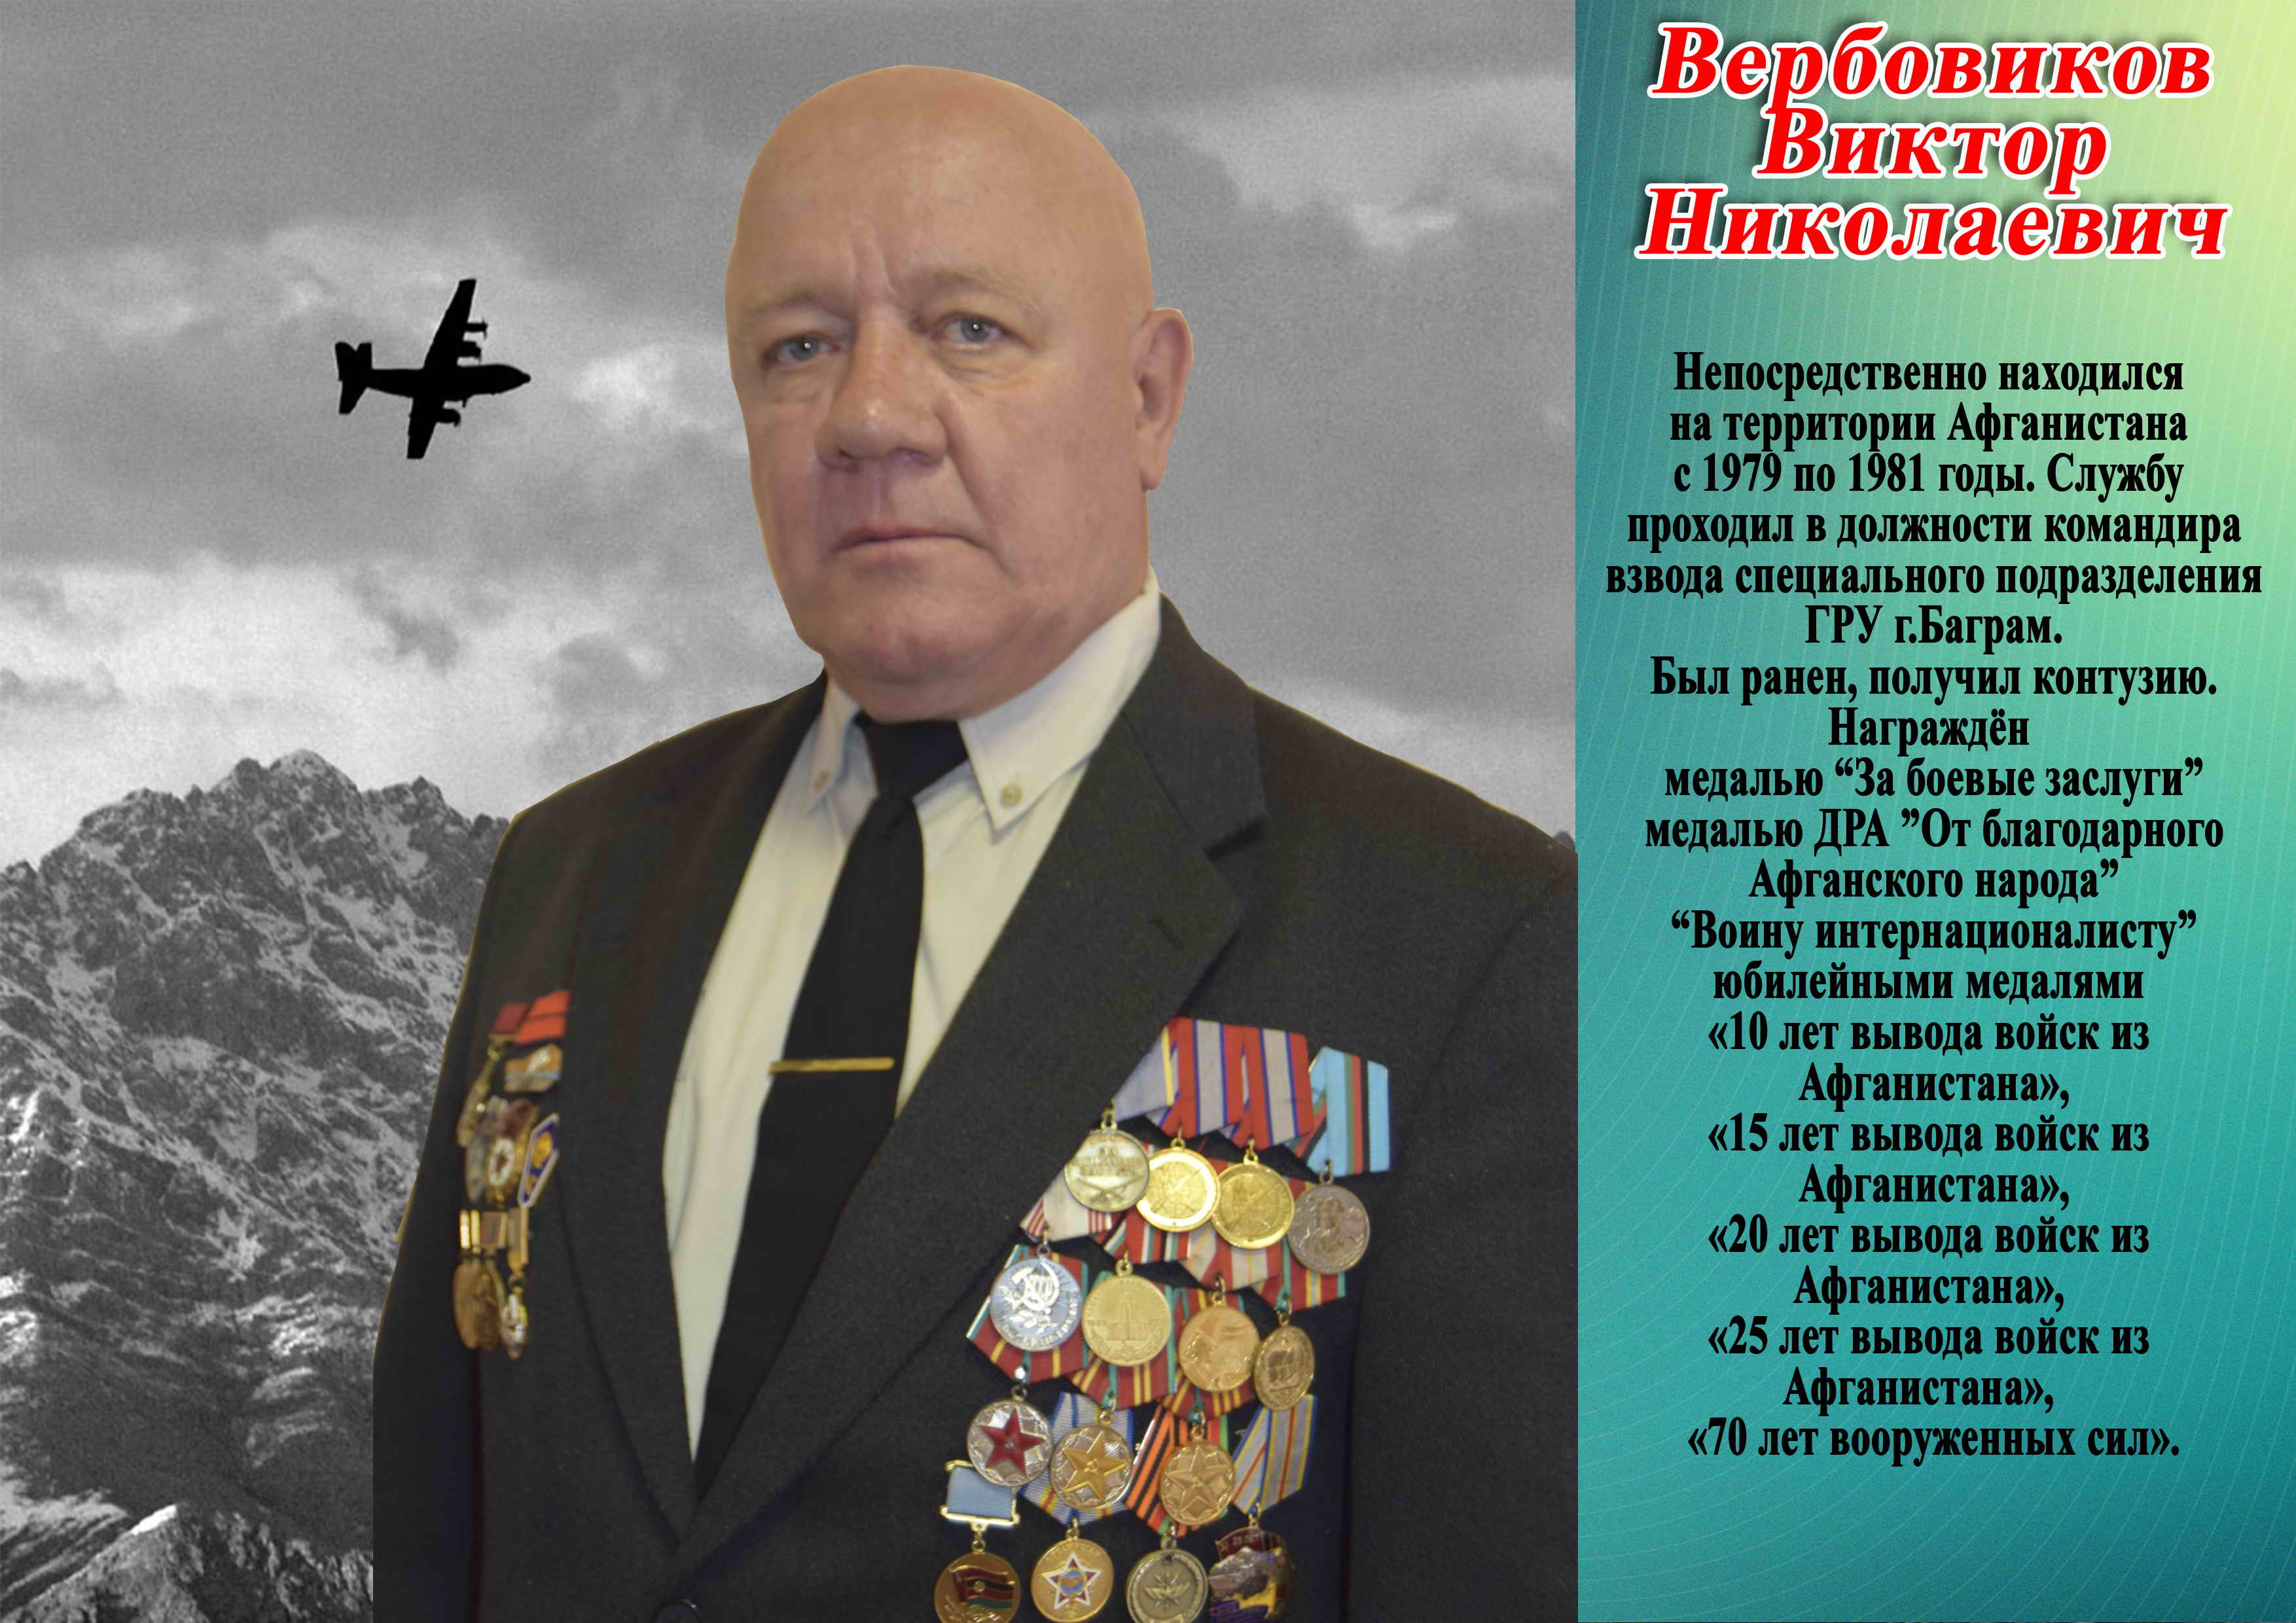 Вербовиков
Виктор
Николаевич
Непосредственно находился
на территории Афганистана
с 1979 по 1981 годы. Службу
проходил в должности командира
взвода специального подразделения
ГРУ г.Баграм.
Был ранен, получил контузию.
Награждён
медалью “За боевые заслуги”
медалью ДРА ”От благодарного
Афганского народа”
“Воину интернационалисту”
юбилейными медалями
«10 лет вывода войск из
Афганистана»,
«15 лет вывода войск из
Афганистана»,
«20 лет вывода войск из
Афганистана»,
«25 лет вывода войск из
Афганистана»,
«70 лет вооруженных сил».